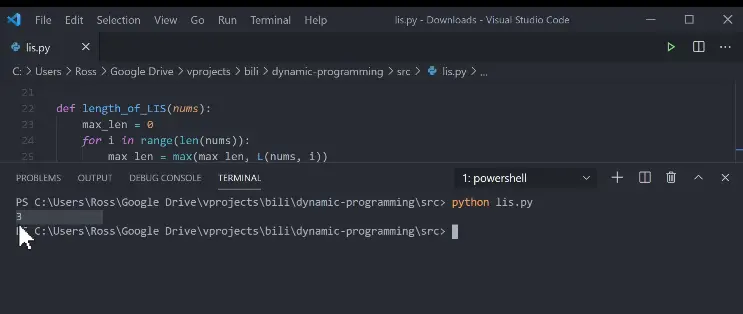 File Edit Selection View Go Run Terminal Help lis.py - Downloads - Visual Studio Code
lis.py
C: > Users > Ross > Google Drive > vprojects > bili > dynamic-programming > src > lis.py > ...
21
22 def length_of_LIS(nums):
23 max_len = 0
24 for i in range(len(nums)):
25 max_len = max(max_len, L(nums, i))
PROBLEMS OUTPUT DEBUG CONSOLE TERMINAL 1: powershell
PS C:\Users\Ross\Google Drive\vprojects\bili\dynamic-programming\src> python lis.py
3
PS C:\Users\Ross\Google Drive\vprojects\bili\dynamic-programming\src>